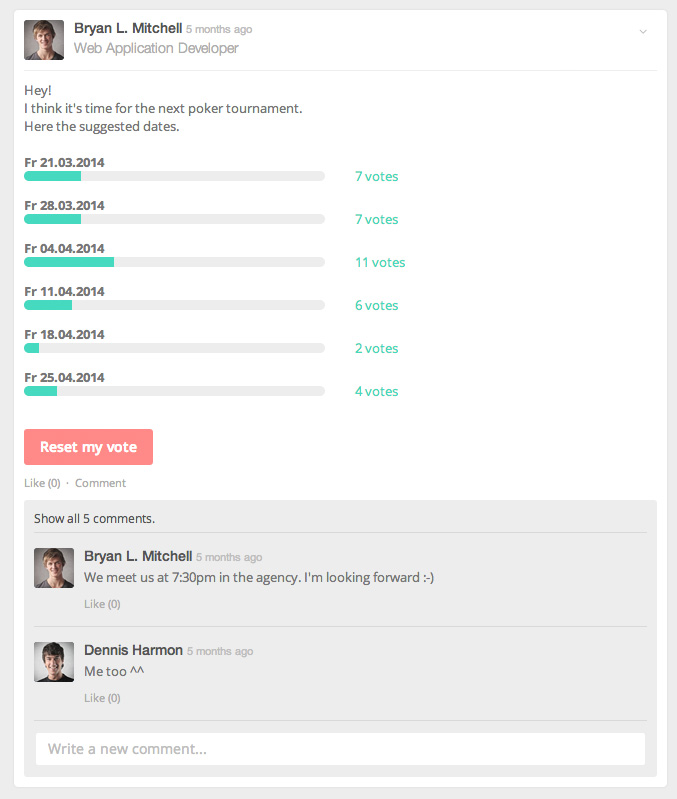 Bryan L. Mitchell 5 months ago
Web Application Developer
Hey!
I think it's time for the next poker tournament.
Here the suggested dates.
Fr 21.03.2014
7 votes
Fr 28.03.2014
7 votes
Fr 04.04.2014
11 votes
Fr 11.04.2014
6 votes
Fr 18.04.2014
2 votes
Fr 25.04.2014
4 votes
Reset my vote
Like (0) · Comment
Show all 5 comments.
Bryan L. Mitchell 5 months ago
We meet us at 7:30pm in the agency. I'm looking forward :-)
Like (0)
Dennis Harmon 5 months ago
Me too ^^
Like (0)
Write a new comment...